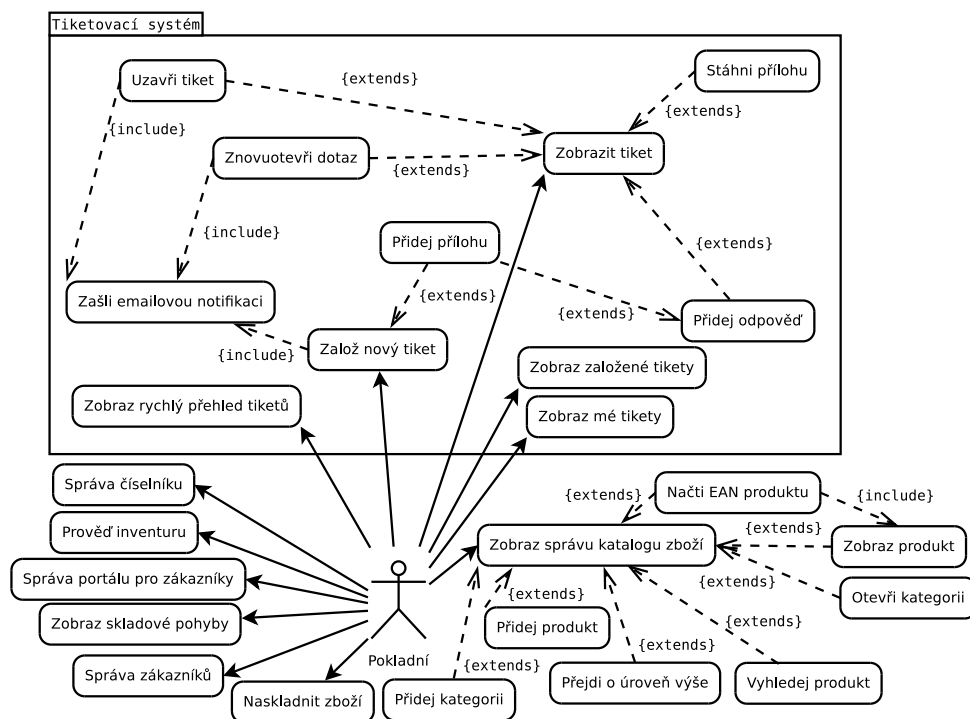 Tiketovací systém
Uzavři tiket
{extends}
Stáhni přílohu
{extends}
{include}
Znovuotevři dotaz
{extends}
Zobrazit tiket
{include}
Přidej přílohu
{extends}
{extends}
Zašli emailovou notifikaci
{extends}
Přidej odpověď
{include}
Založ nový tiket
Zobraz založené tikety
Zobraz rychlý přehled tiketů
Zobraz mé tikety
Správa číselníku
Prověď inventuru
Správa portálu pro zákazníky
Zobraz skladové pohyby
Správa zákazníků
Naskladnit zboží
Pokladní
{extends}
Načti EAN produktu
{include}
Zobraz správu katalogu zboží
{extends}
Zobraz produkt
{extends}
Otevři kategorii
{extends}
Přidej produkt
{extends}
{extends}
Přidej kategorii
{extends}
Přejdi o úroveň výše
Vyhledej produkt